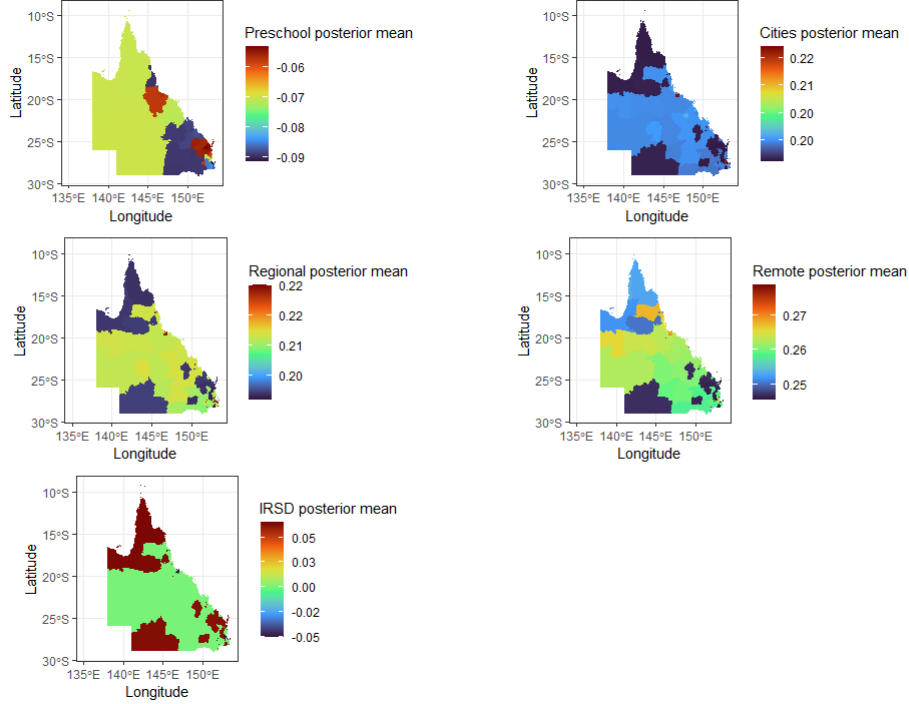 Preschool posterior mean
10°S
15°S
20°S
25°S
30°S
Latitude
-0.06
-0.07
-0.08
-0.09
135°E 140°E 145°E 150°E
Longitude
Cities posterior mean
10°S
15°S
20°S
25°S
30°S
Latitude
0.22
0.22
0.20
0.20
135°E 140°E 145°E 150°E
Longitude
Regional posterior mean
10°S
15°S
20°S
25°S
30°S
Latitude
0.22
0.22
0.21
0.20
135°E 140°E 145°E 150°E
Longitude
Remote posterior mean
10°S
15°S
20°S
25°S
30°S
Latitude
0.27
0.26
0.25
135°E 140°E 145°E 150°E
Longitude
IRSD posterior mean
10°S
15°S
20°S
25°S
30°S
Latitude
0.05
0.03
0.00
-0.02
-0.05
135°E 140°E 145°E 150°E
Longitude